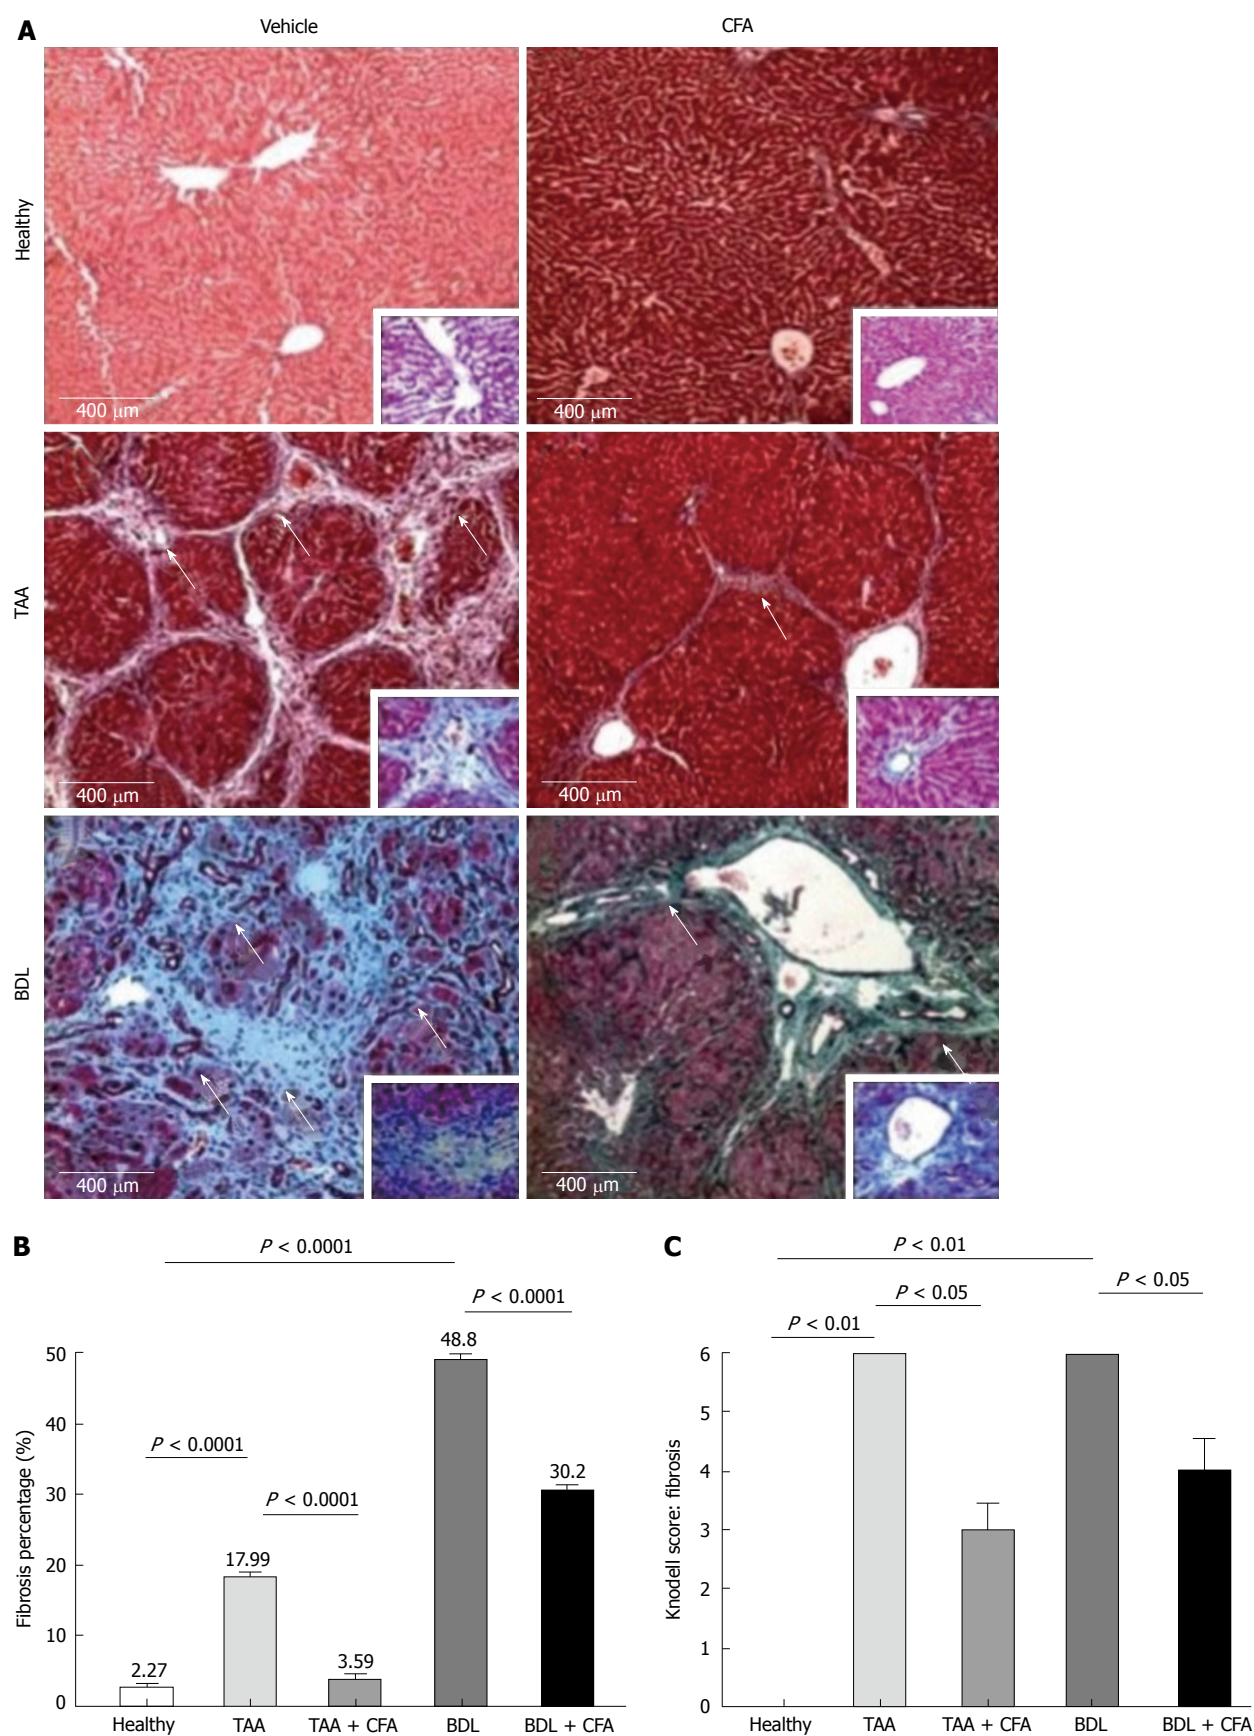 A
Vehicle
CFA
Healthy
400 μm
400 μm
TAA
400 μm
400 μm
BDL
400 μm
400 μm
B
P < 0.0001
P < 0.0001
50
48.8
40
P < 0.0001
30
P < 0.0001
30.2
20
17.99
10
3.59
2.27
0
Fibrosis percentage (%)
Healthy
TAA
TAA + CFA
BDL
BDL + CFA
C
P < 0.01
P < 0.05
P < 0.05
P < 0.01
6
5
4
3
2
1
0
Knodell score: fibrosis
Healthy
TAA
TAA + CFA
BDL
BDL + CFA